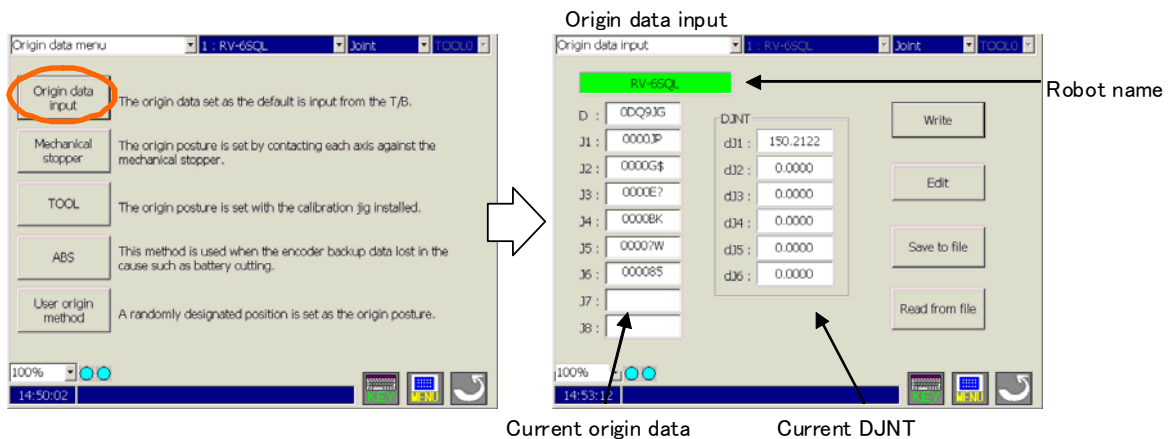 Origin data input
Origin data menu
1 : RV-6SQL
Joint
TOOL0
Origin data
input
The origin data set as the default is input from the T/B.
Mechanical
stopper
The origin posture is set by contacting each axis against the
mechanical stopper.
TOOL
The origin posture is set with the calibration jig installed.
ABS
This method is used when the encoder backup data lost in the
cause such as battery cutting.
User origin
method
A randomly designated position is set as the origin posture.
100%
14:50:02
KEY
MENU
Origin data input
1 : RV-6SQL
Joint
TOOL0
RV-6SQL
Robot name
D : 0DQ9JG
J1 : 0000JP
J2 : 0000G$
J3 : 0000E?
J4 : 0000BK
J5 : 0000?W
J6 : 000085
J7 :
J8 :
DJNT
dJ1 : 150.2122
dJ2 : 0.0000
dJ3 : 0.0000
dJ4 : 0.0000
dJ5 : 0.0000
dJ6 : 0.0000
Write
Edit
Save to file
Read from file
100%
14:53:12
KEY
MENU
Current origin data
Current DJNT